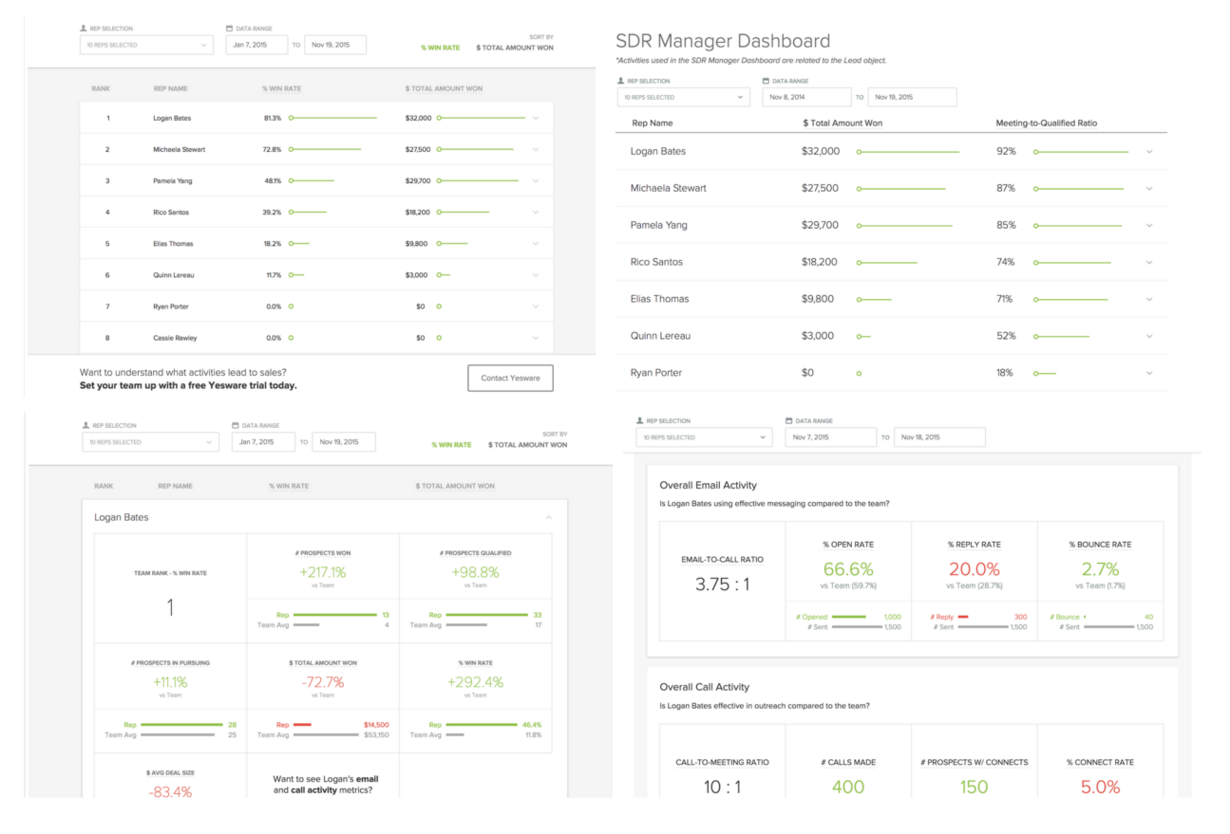 REP SELECTION
DATA RANGE
10 REPS SELECTED
Jan 7, 2015 TO Nov 19, 2015
SORT BY
% WIN RATE $ TOTAL AMOUNT WON
RANK REP NAME % WIN RATE $ TOTAL AMOUNT WON
1 Logan Bates 81.3% $32,000
2 Michaela Stewart 72.8% $27,500
3 Pamela Yang 48.1% $29,700
4 Rico Santos 39.2% $18,200
5 Elias Thomas 18.2% $9,800
6 Quinn Lereau 11.7% $3,000
7 Ryan Porter 0.0% $0
8 Cassie Rawley 0.0% $0
Want to understand what activities lead to sales?
Set your team up with a free Yesware trial today.
Contact Yesware
SDR Manager Dashboard
*Activities used in the SDR Manager Dashboard are related to the Lead object.
REP SELECTION
DATA RANGE
10 REPS SELECTED
Nov 8, 2014 TO Nov 19, 2015
Rep Name $ Total Amount Won Meeting-to-Qualified Ratio
Logan Bates $32,000 92%
Michaela Stewart $27,500 87%
Pamela Yang $29,700 85%
Rico Santos $18,200 74%
Elias Thomas $9,800 71%
Quinn Lereau $3,000 52%
Ryan Porter $0 18%
REP SELECTION
DATA RANGE
10 REPS SELECTED
Jan 7, 2015 TO Nov 19, 2015
SORT BY
% WIN RATE $ TOTAL AMOUNT WON
RANK REP NAME % WIN RATE $ TOTAL AMOUNT WON
Logan Bates
TEAM RANK - % WIN RATE
1
# PROSPECTS WON
+217.1%
vs Team
Rep 13
Team Avg 4
# PROSPECTS QUALIFIED
+98.8%
vs Team
Rep 33
Team Avg 17
# PROSPECTS IN PURSUING
+11.1%
vs Team
Rep 28
Team Avg 25
$ TOTAL AMOUNT WON
-72.7%
vs Team
Rep $14,500
Team Avg $53,150
% WIN RATE
+292.4%
vs Team
Rep 46.4%
Team Avg 11.8%
$ AVG DEAL SIZE
-83.4%
Want to see Logan's email
and call activity metrics?
REP SELECTION
DATA RANGE
10 REPS SELECTED
Nov 7, 2015 TO Nov 18, 2015
Overall Email Activity
Is Logan Bates using effective messaging compared to the team?
EMAIL-TO-CALL RATIO
3.75 : 1
% OPEN RATE
66.6%
vs Team (59.7%)
# Opened 1,000
# Sent 1,500
% REPLY RATE
20.0%
vs Team (28.7%)
# Reply 300
# Sent 1,500
% BOUNCE RATE
2.7%
vs Team (1.7%)
# Bounce 40
# Sent 1,500
Overall Call Activity
Is Logan Bates effective in outreach compared to the team?
CALL-TO-MEETING RATIO
10 : 1
# CALLS MADE
400
# PROSPECTS W/ CONNECTS
150
% CONNECT RATE
5.0%